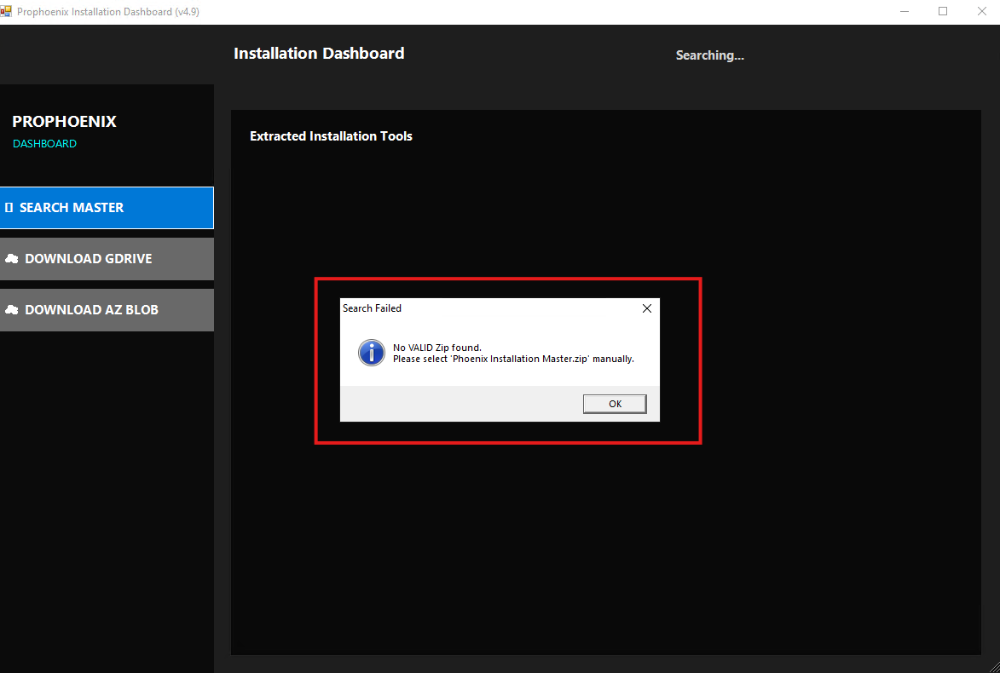 Prophoenix Installation Dashboard (v4.9)
Installation Dashboard
Searching...
PROPHOENIX
DASHBOARD
SEARCH MASTER
DOWNLOAD GDRIVE
DOWNLOAD AZ BLOB
Extracted Installation Tools
Search Failed
No VALID Zip found.
Please select 'Phoenix Installation Master.zip' manually.
OK